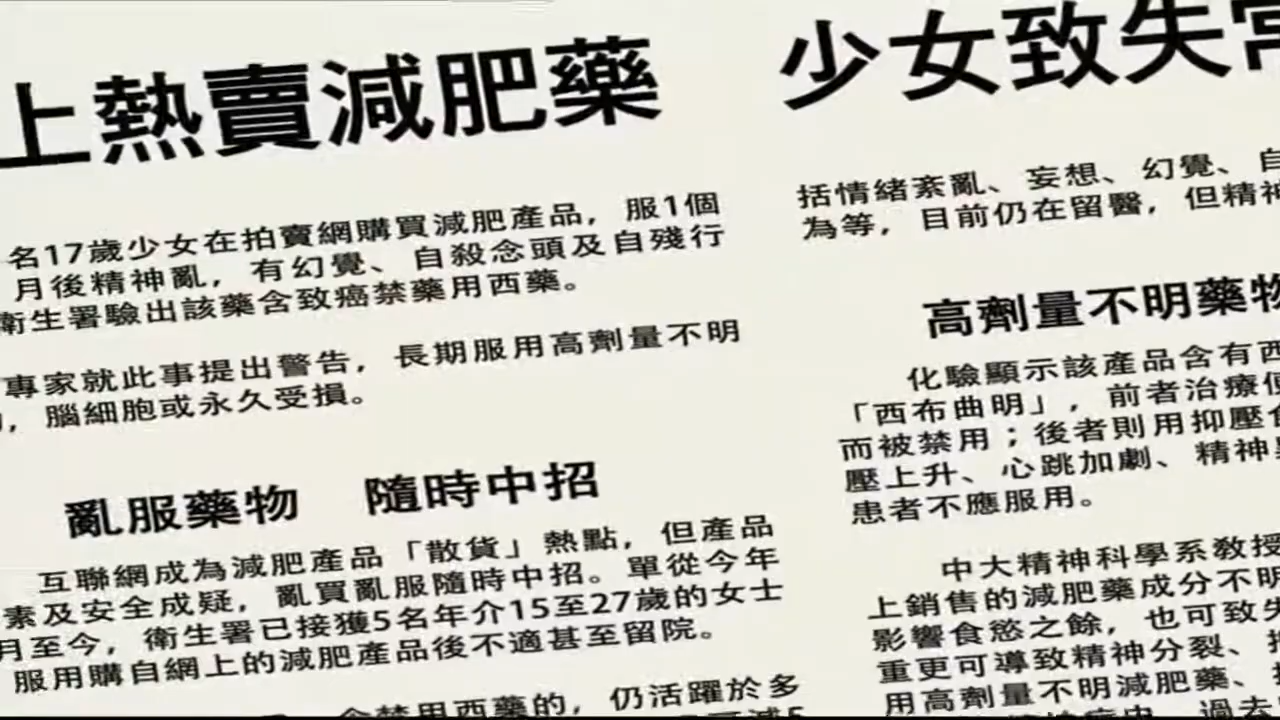 上熱賣減肥藥 少女致失常
名17歲少女在拍賣網購買減肥產品，服1個
月後精神亂，有幻覺、自殺念頭及自殘行
衛生署驗出該藥含致癌禁藥用西藥。
專家就此事提出警告，長期服用高劑量不明
，腦細胞或永久受損。
亂服藥物 隨時中招
互聯網成為減肥產品「散貨」熱點，但產品
素及安全成疑，亂買亂服隨時中招。單從今年
月至今，衛生署已接獲5名年介15至27歲的女士
服用購自網上的減肥產品後不適甚至留院。
含禁用西藥的，仍活躍於多
括情緒紊亂、妄想、幻覺、自
為等，目前仍在留醫，但精神
高劑量不明藥物
化驗顯示該產品含有西
「西布曲明」，前者治療便
而被禁用；後者則用抑壓食
壓上升、心跳加劇、精神
患者不應服用。
中大精神科學系教授
上銷售的減肥藥成分不明
影響食慾之餘，也可致失
重更可導致精神分裂、
用高劑量不明減肥藥、
過去